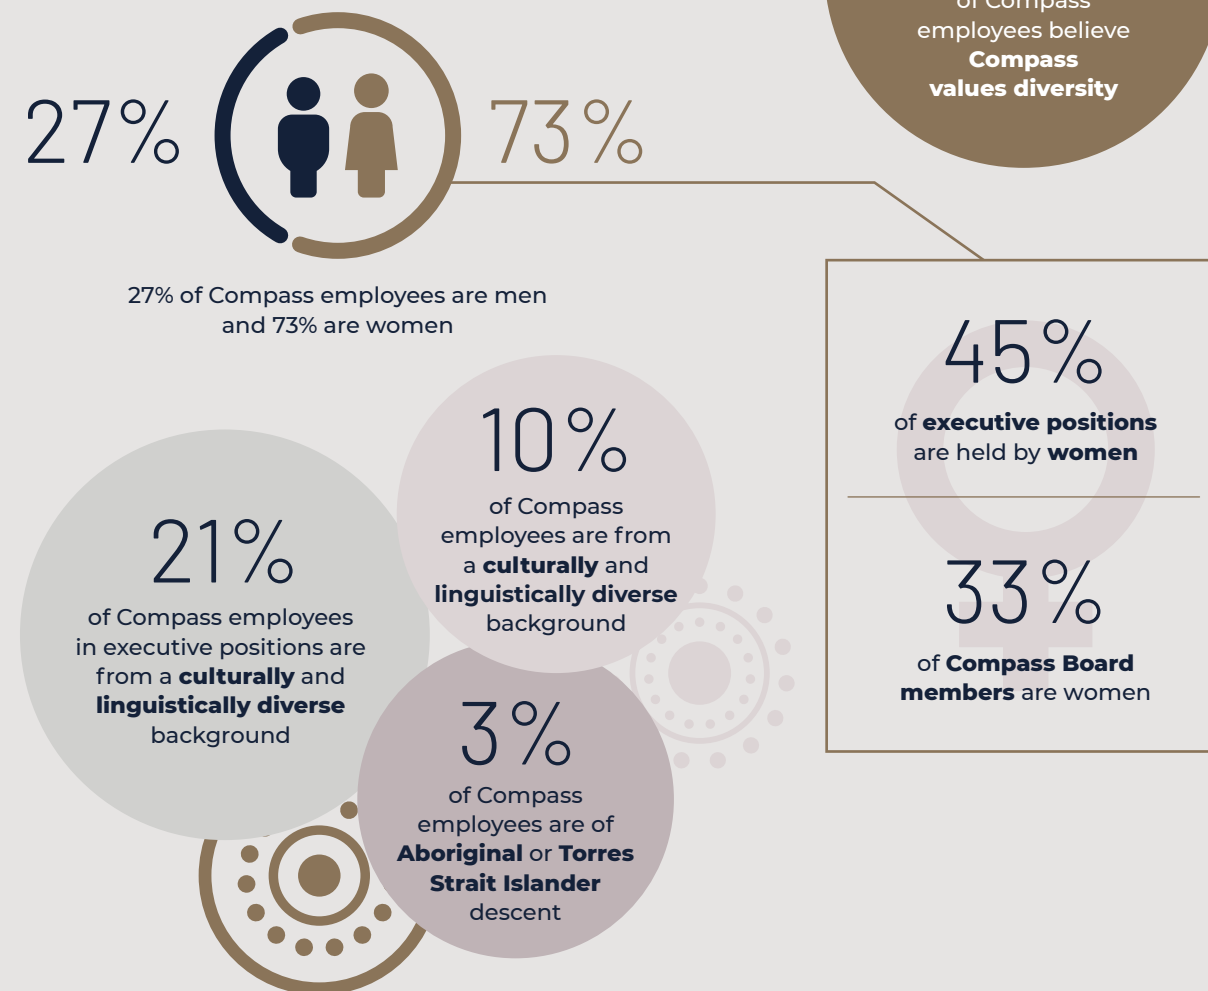 of Compass
employees believe
Compass
values diversity
27%
73%
27% of Compass employees are men
and 73% are women
45%
of executive positions
are held by women
33%
of Compass Board
members are women
10%
of Compass
employees are from
a culturally and
linguistically diverse
background
21%
of Compass employees
in executive positions are
from a culturally and
linguistically diverse
background
3%
of Compass
employees are of
Aboriginal or Torres
Strait Islander
descent